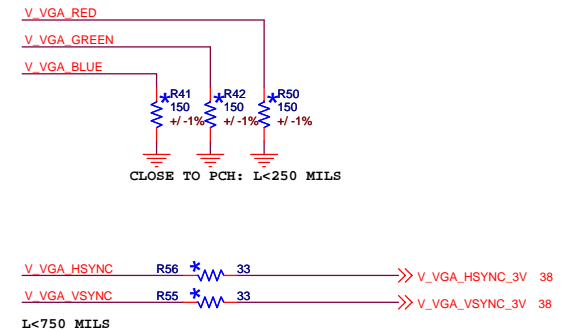 V_VGA_RED
V_VGA_GREEN
V_VGA_BLUE
*R41 *R42 *R50
150 150 150
+/ -1% +/ -1% +/ -1%
CLOSE TO PCH: L<250 MILS
V_VGA_HSYNC R56 * 33 V_VGA_HSYNC_3V 38
V_VGA_VSYNC R55 * 33 V_VGA_VSYNC_3V 38
L<750 MILS